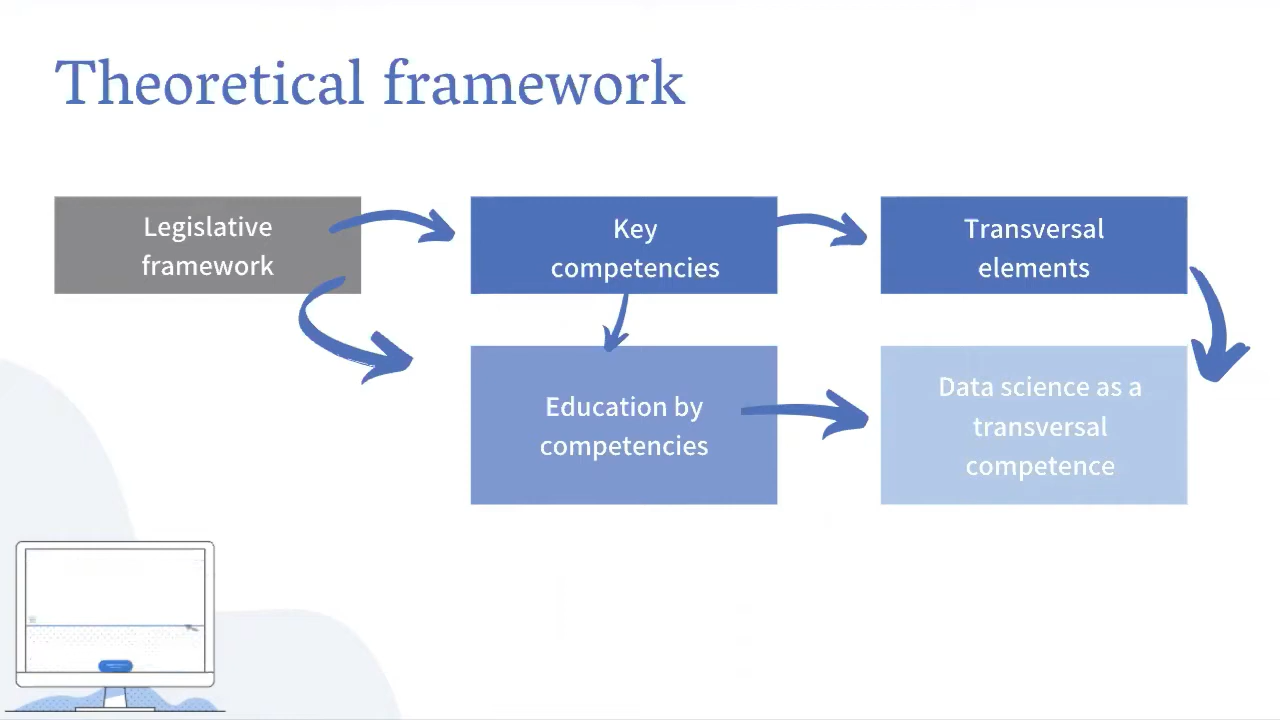 Theoretical framework
Legislative
framework
Key
competencies
Transversal
elements
Education by
competencies
Data science as a
transversal
competence